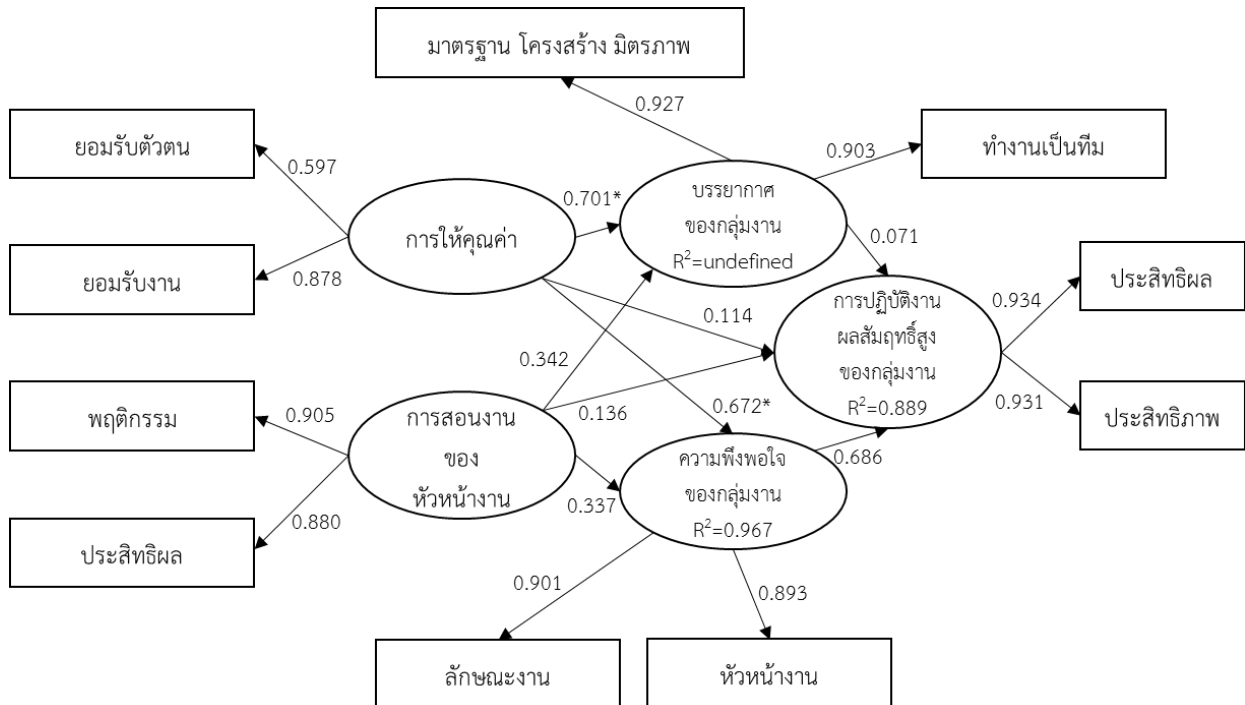 มาตรฐาน โครงสร้าง มิตรภาพ
0.927
ยอมรับตัวตน
0.597
0.903
ทำงานเป็นทีม
0.701*
บรรยากาศ
ของกลุ่มงาน
R²=undefined
การให้คุณค่า
0.071
ยอมรับงาน
0.878
0.114
การปฏิบัติงาน
ผลสัมฤทธิ์สูง
ของกลุ่มงาน
R²=0.889
0.934
ประสิทธิผล
0.342
0.136
0.672*
0.931
ประสิทธิภาพ
พฤติกรรม
0.905
การสอนงาน
ของ
หัวหน้างาน
0.337
ความพึงพอใจ
ของกลุ่มงาน
R²=0.967
0.686
0.880
ประสิทธิผล
0.901
0.893
ลักษณะงาน
หัวหน้างาน